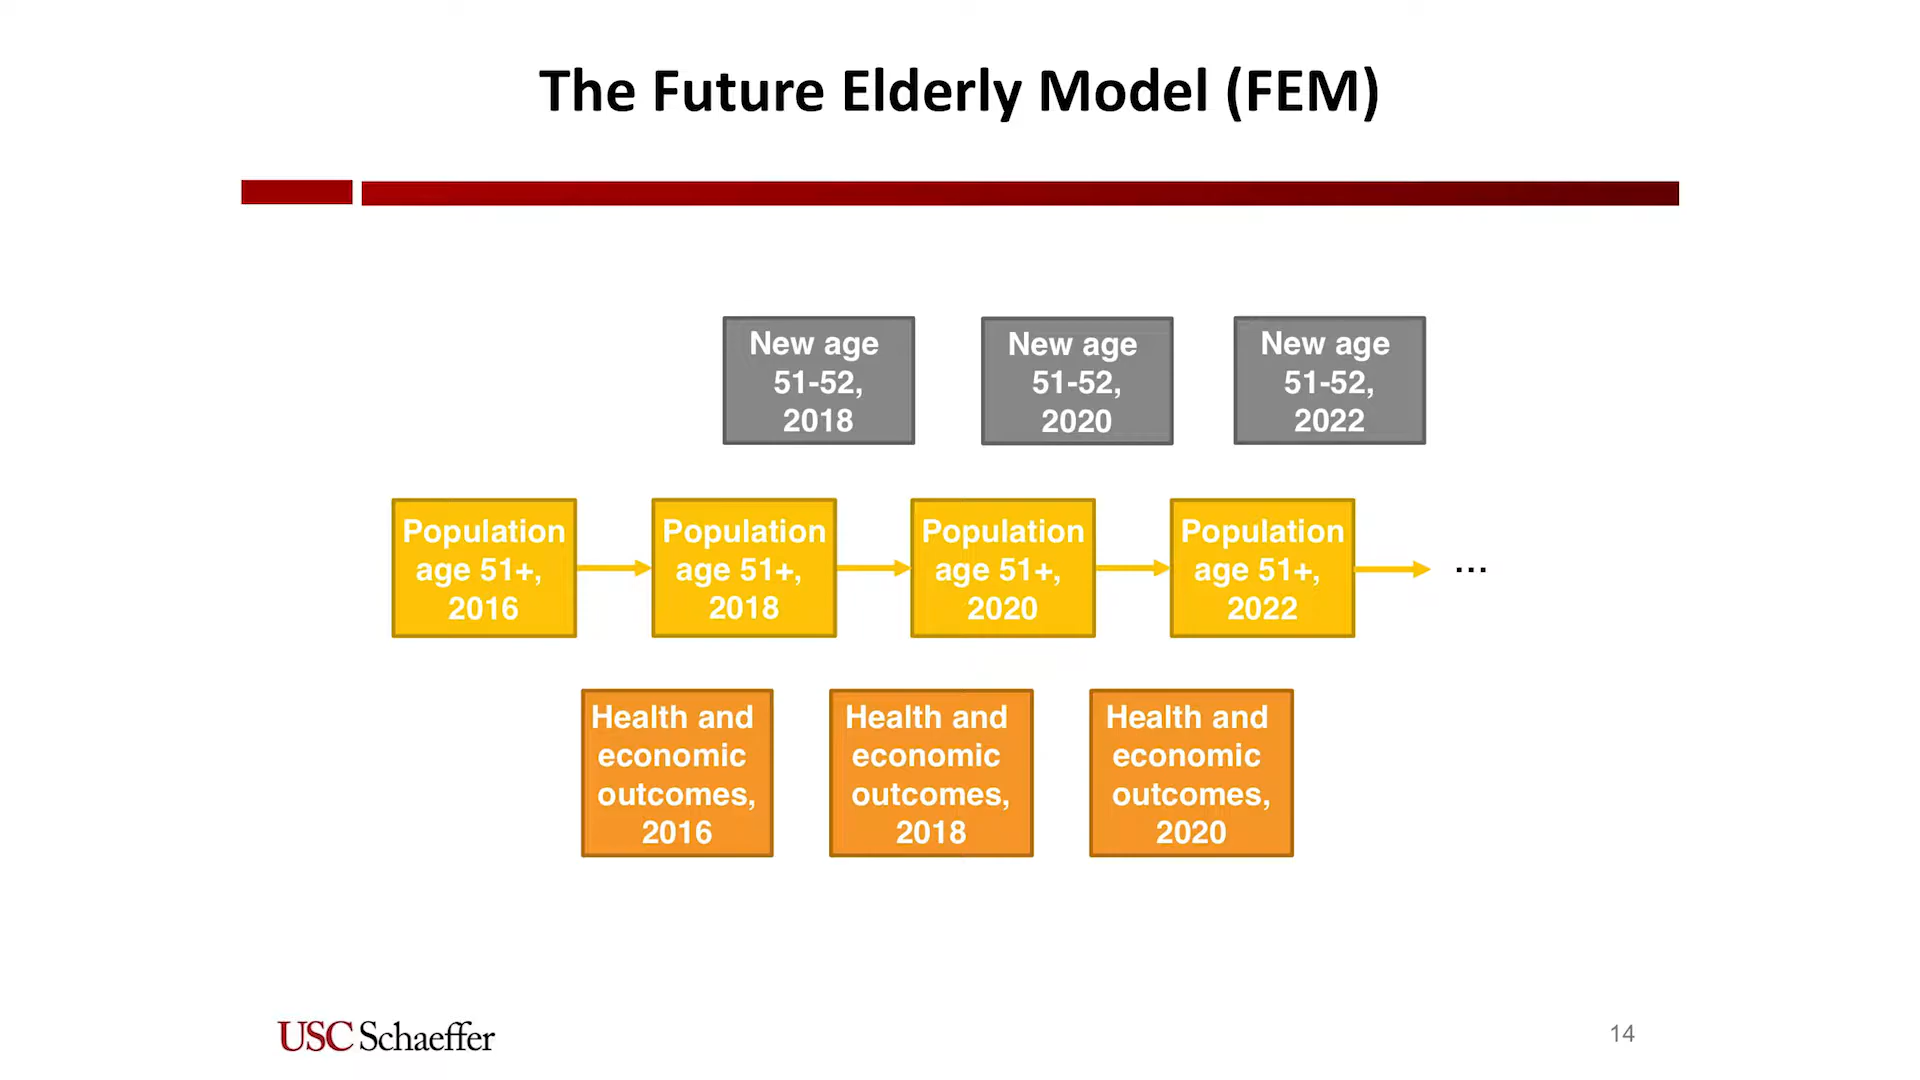 The Future Elderly Model (FEM)
New age
51-52,
2018
New age
51-52,
2020
New age
51-52,
2022
Population
age 51+,
2016
Population
age 51+,
2018
Population
age 51+,
2020
Population
age 51+,
2022
...
Health and
economic
outcomes,
2016
Health and
economic
outcomes,
2018
Health and
economic
outcomes,
2020
USC Schaeffer
14